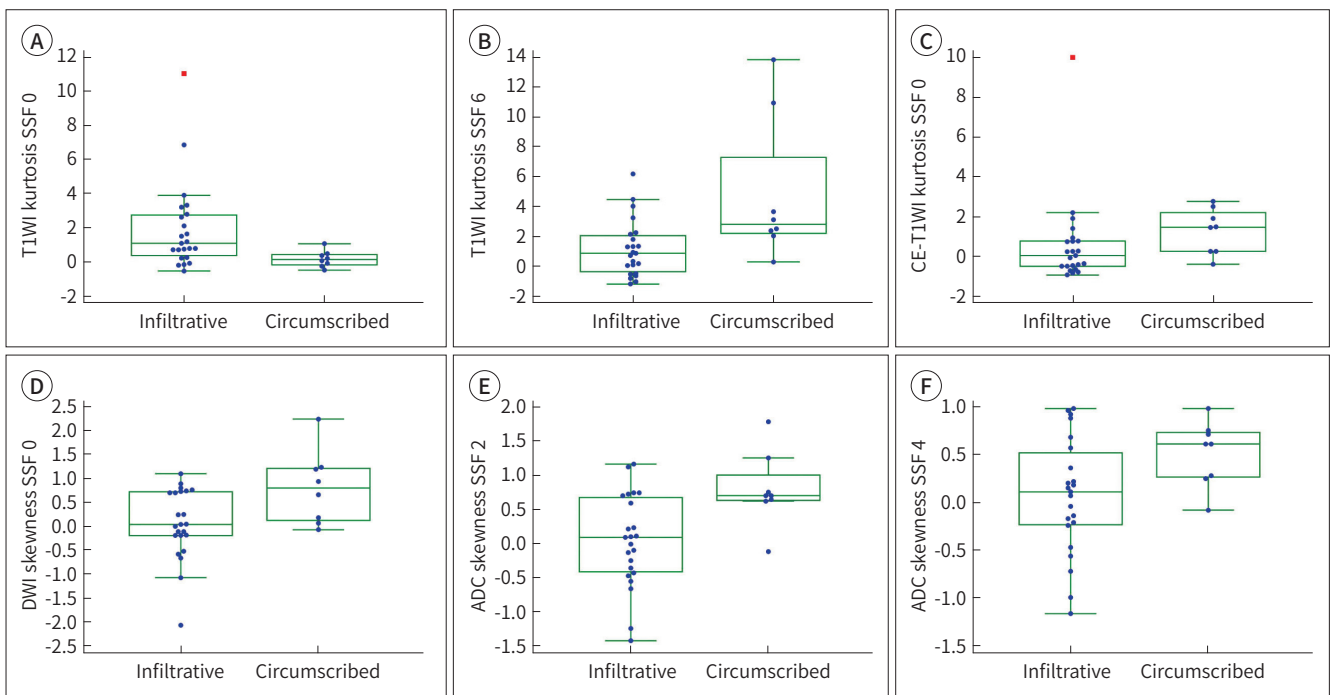 A
T1WI kurtosis SSF 0
12
10
8
6
4
2
0
-2
Infiltrative Circumscribed
B
T1WI kurtosis SSF 6
14
12
10
8
6
4
2
0
-2
Infiltrative Circumscribed
C
CE-T1WI kurtosis SSF 0
10
8
6
4
2
0
-2
Infiltrative Circumscribed
D
DWI skewness SSF 0
2.5
2.0
1.5
1.0
0.5
0.0
-0.5
-1.0
-1.5
-2.0
-2.5
Infiltrative Circumscribed
E
ADC skewness SSF 2
2.0
1.5
1.0
0.5
0.0
-0.5
-1.0
-1.5
Infiltrative Circumscribed
F
ADC skewness SSF 4
1.0
0.5
0.0
-0.5
-1.0
-1.5
Infiltrative Circumscribed